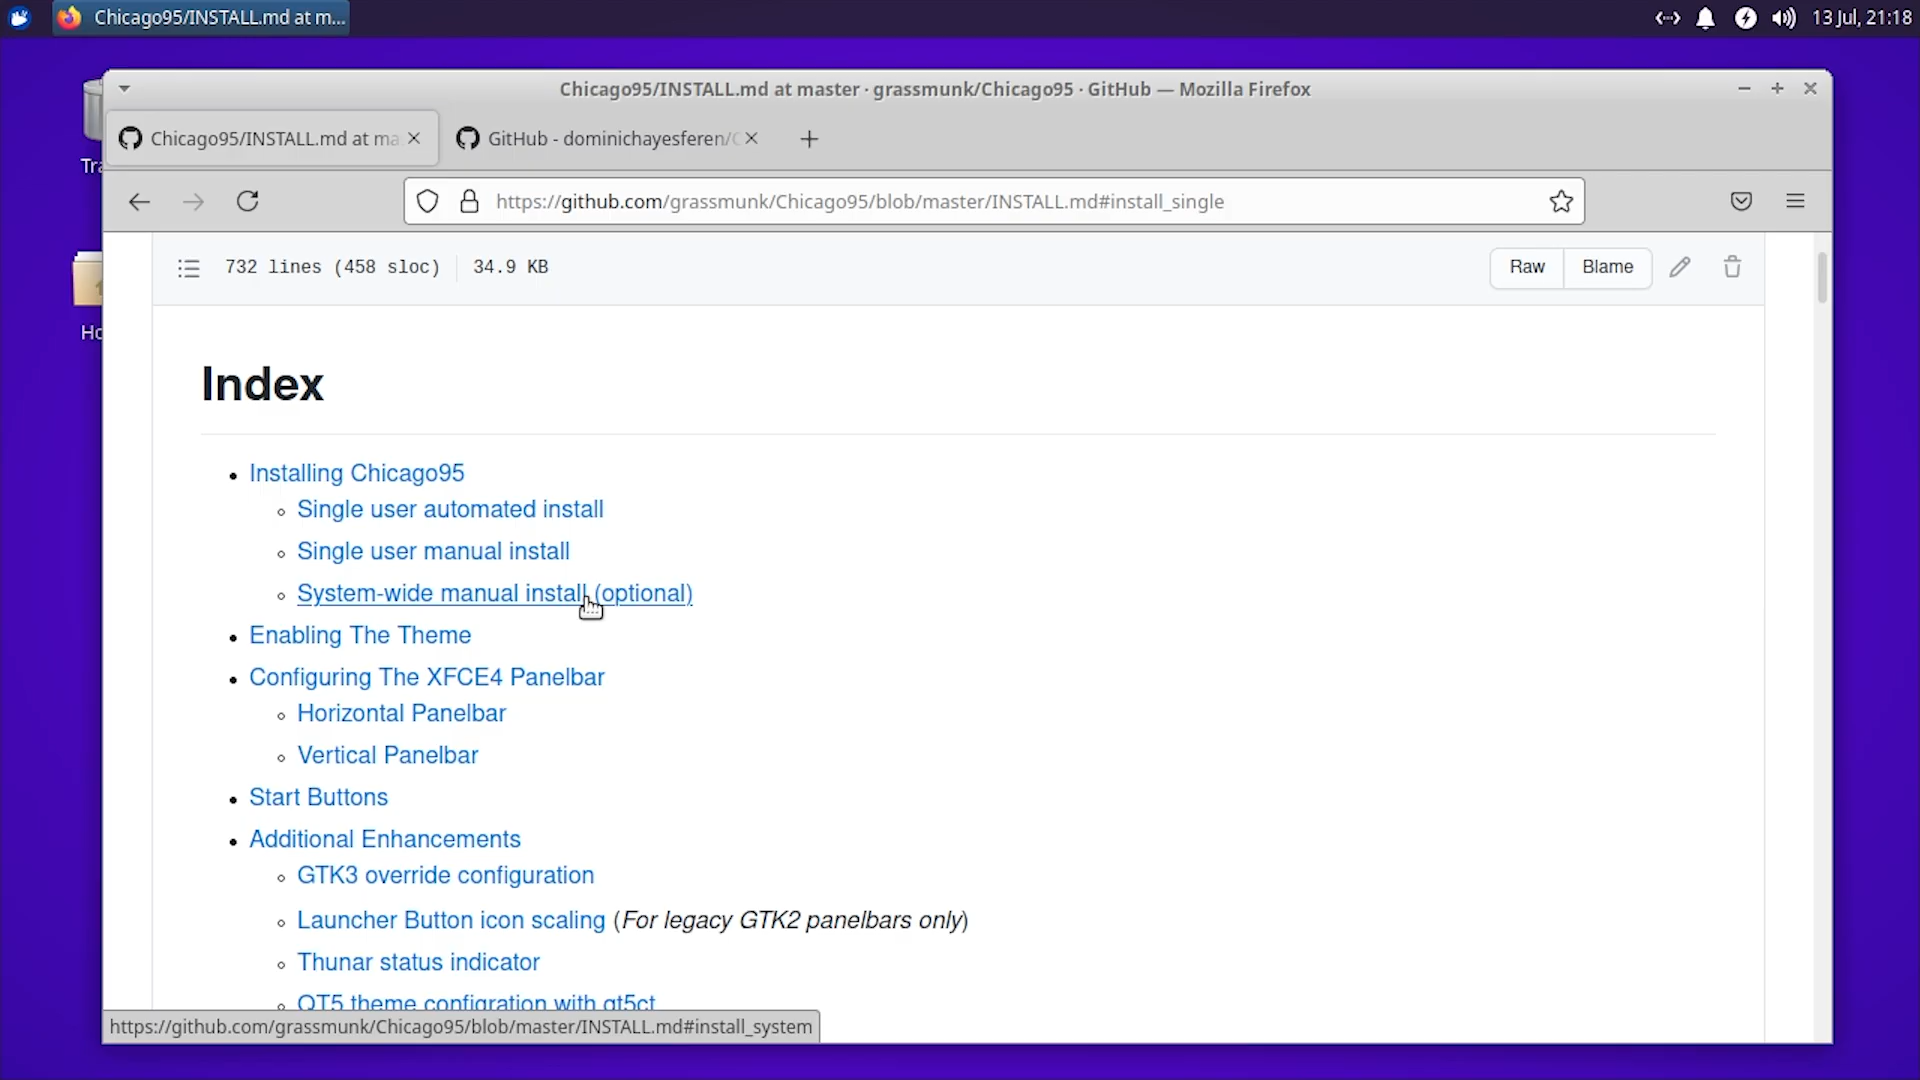 Chicago95/INSTALL.md at m...
13 Jul, 21:18
Chicago95/INSTALL.md at master · grassmunk/Chicago95 · GitHub — Mozilla Firefox
Chicago95/INSTALL.md at ma
GitHub - dominichayesferen/
Tra
https://github.com/grassmunk/Chicago95/blob/master/INSTALL.md#install_single
732 lines (458 sloc)
34.9 KB
Raw
Blame
Ho
Index
Installing Chicago95
Single user automated install
Single user manual install
System-wide manual install (optional)
Enabling The Theme
Configuring The XFCE4 Panelbar
Horizontal Panelbar
Vertical Panelbar
Start Buttons
Additional Enhancements
GTK3 override configuration
Launcher Button icon scaling (For legacy GTK2 panelbars only)
Thunar status indicator
QT5 theme configration with qt5ct
https://github.com/grassmunk/Chicago95/blob/master/INSTALL.md#install_system